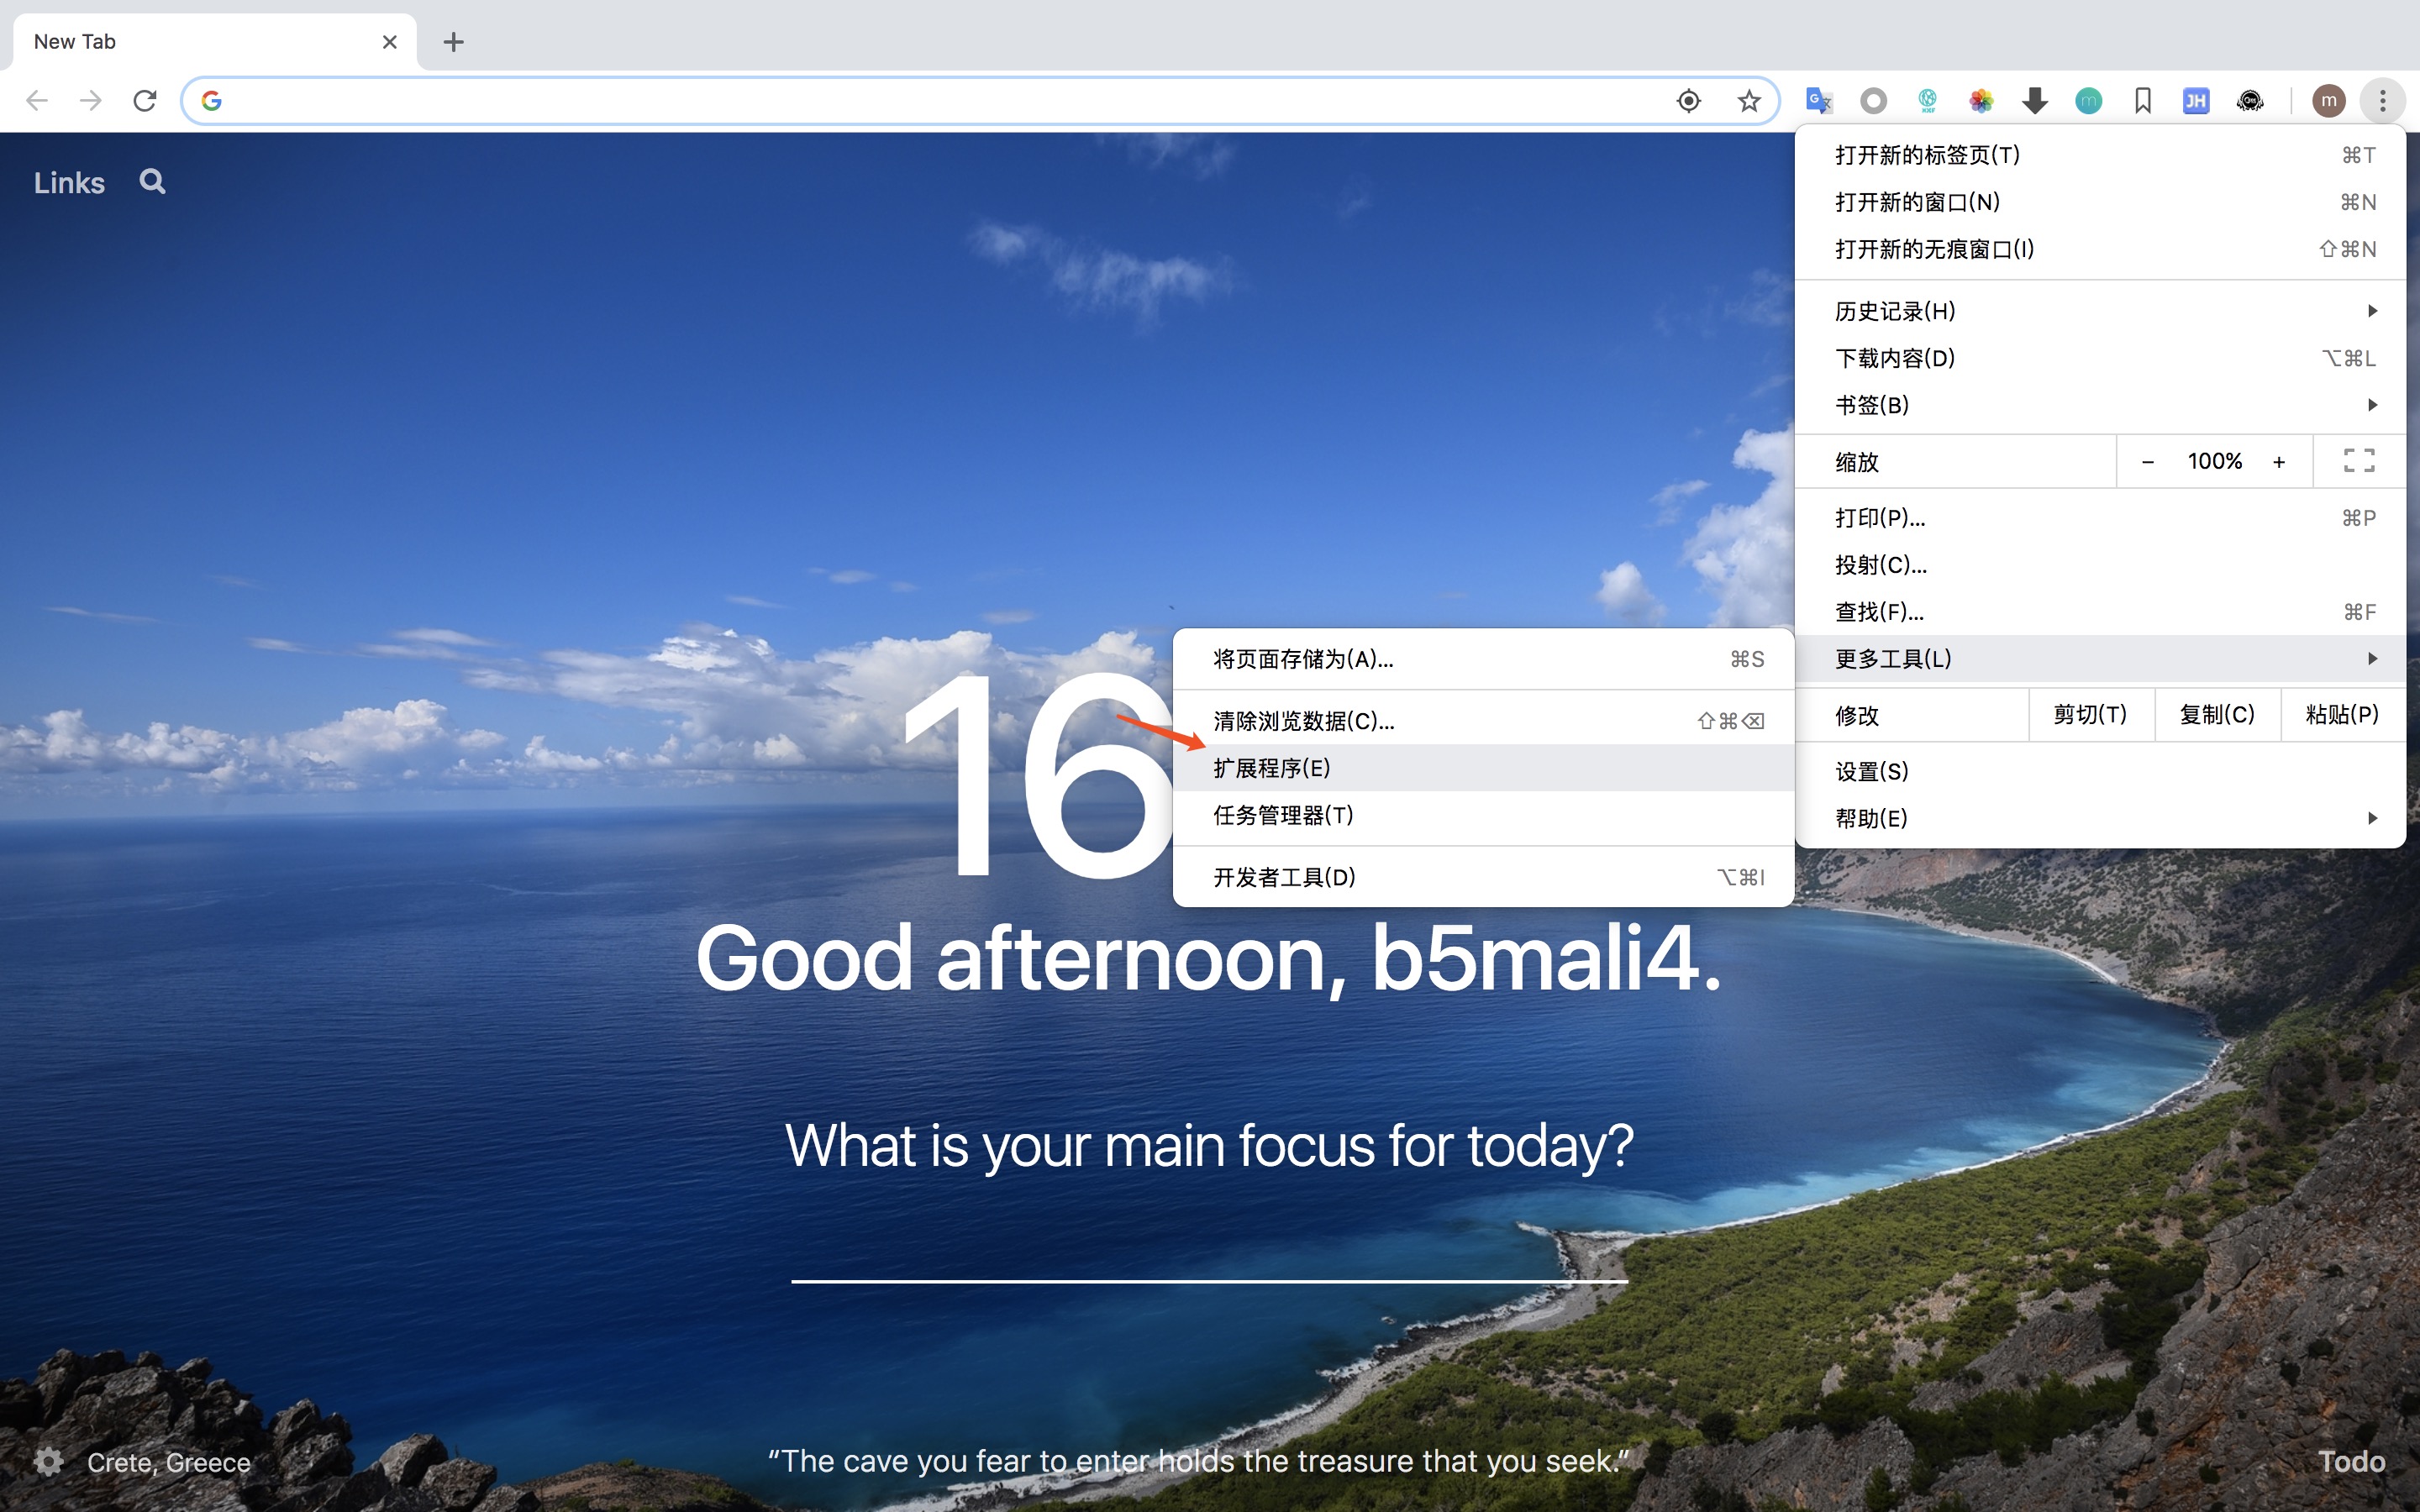 New Tab
Links
打开新的标签页(T) ⌘T
打开新的窗口(N) ⌘N
打开新的无痕窗口(I) ⇧⌘N
历史记录(H)
下载内容(D) ⌥⌘L
书签(B)
缩放 − 100% +
打印(P)... ⌘P
投射(C)...
查找(F)... ⌘F
更多工具(L)
修改 剪切(T) 复制(C) 粘贴(P)
设置(S)
帮助(E)
将页面存储为(A)... ⌘S
清除浏览数据(C)... ⇧⌘⌫
扩展程序(E)
任务管理器(T)
开发者工具(D) ⌥⌘I
m
m
JH
16
Good afternoon, b5mali4.
What is your main focus for today?
Crete, Greece
“The cave you fear to enter holds the treasure that you seek.”
Todo